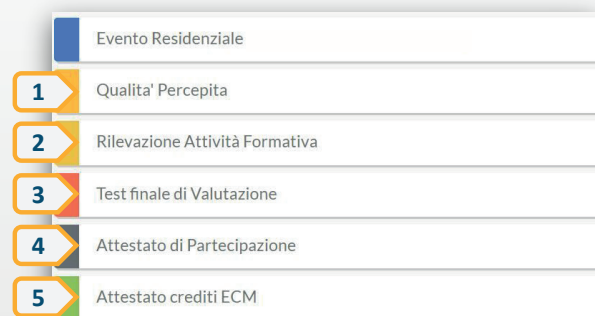 Evento Residenziale
1 Qualita' Percepita
2 Rilevazione Attività Formativa
3 Test finale di Valutazione
4 Attestato di Partecipazione
5 Attestato crediti ECM